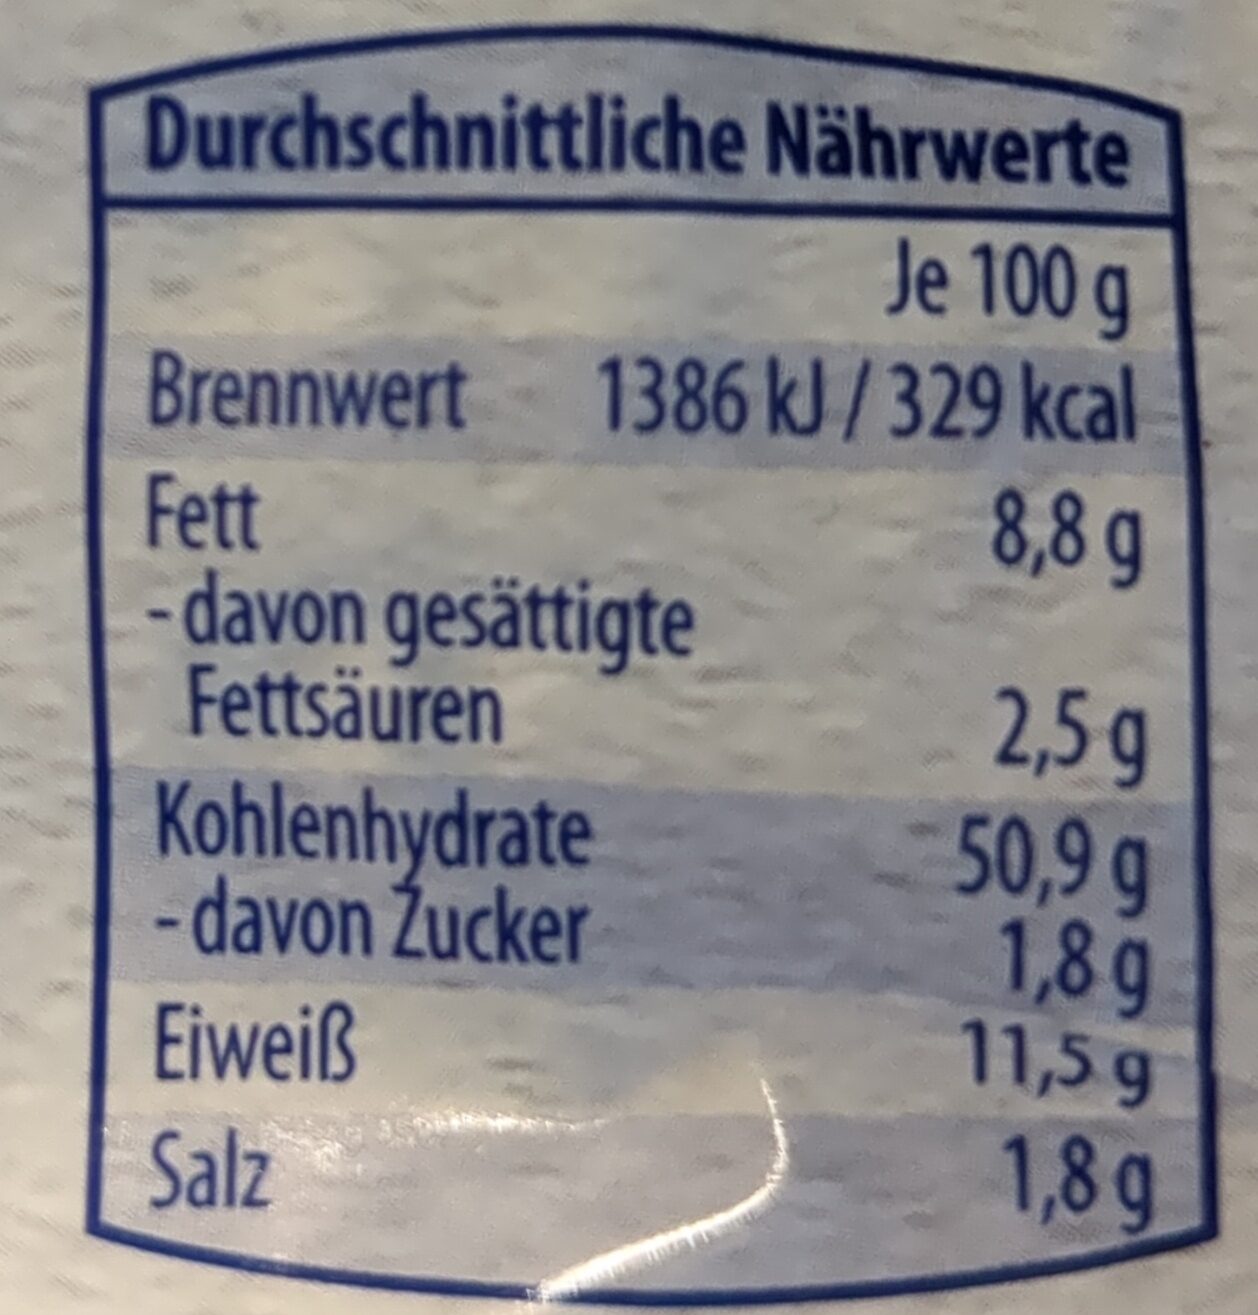 Durchschnittliche Nährwerte
Je 100 g
Brennwert 1386 kJ / 329 kcal
Fett 8,8 g
- davon gesättigte
Fettsäuren 2,5 g
Kohlenhydrate 50,9 g
- davon Zucker 1,8 g
Eiweiß 11,5 g
Salz 1,8 g